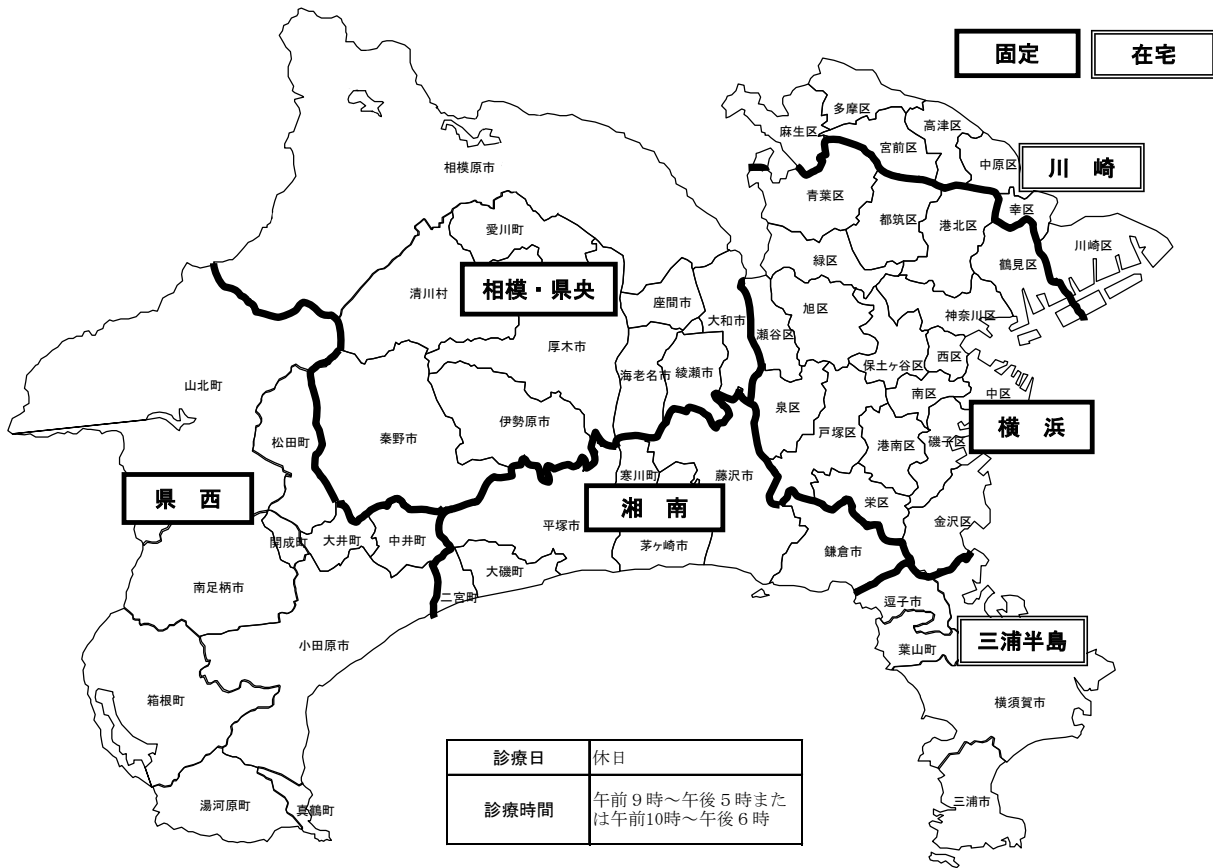 固定
在宅
多摩区
高津区
麻生区
宮前区
中原区
川 崎
相模原市
青葉区
幸区
都筑区
港北区
川崎区
愛川町
緑区
鶴見区
清川村
相模・県央
座間市
大和市
旭区
瀬谷区
神奈川区
厚木市
山北町
海老名市
綾瀬市
保土ヶ谷区
西区
南区
中区
松田町
秦野市
伊勢原市
泉区
戸塚区
港南区
磯子区
横 浜
県 西
寒川町
藤沢市
湘 南
栄区
金沢区
開成町
大井町
中井町
平塚市
茅ヶ崎市
鎌倉市
南足柄市
大磯町
二宮町
逗子市
小田原市
葉山町
三浦半島
箱根町
横須賀市
診療日
休日
診療時間
午前9時～午後5時また
は午前10時～午後6時
湯河原町
真鶴町
三浦市